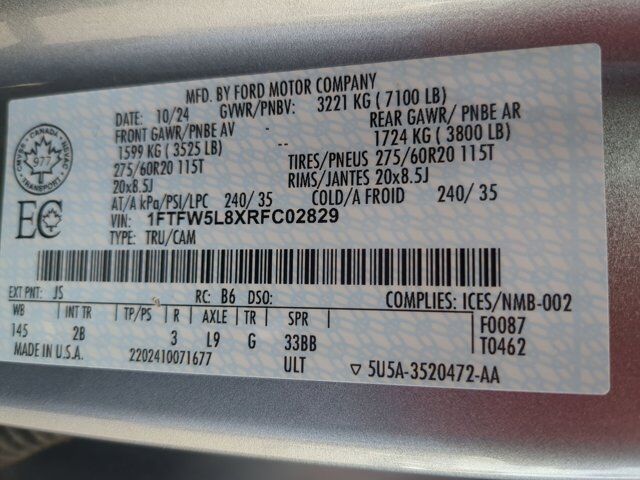 MFD. BY FORD MOTOR COMPANY
DATE: 10/24 GVWR/PNBV: 3221 KG ( 7100 LB)
FRONT GAWR/PNBE AV - REAR GAWR/ PNBE AR
1599 KG ( 3525 LB) - 1724 KG ( 3800 LB)
275/60R20 115T TIRES/PNEUS 275/60R20 115T
20x8.5J RIMS/JANTES 20x8.5J
AT/A kPa/PSI/LPC 240/ 35 COLD/A FROID 240/ 35
VIN: 1FTFW5L8XRFC02829
TYPE: TRU/CAM
CANADA
977
TRANSPORT
EC
EXT PNT: JS RC: B6 DSO: COMPLIES: ICES/NMB-002
WB INT TR TP/PS R AXLE TR SPR F0087
145 2B 3 L9 G 33BB T0462
MADE IN U.S.A. 2202410071677 ULT ▽ 5U5A-3520472-AA